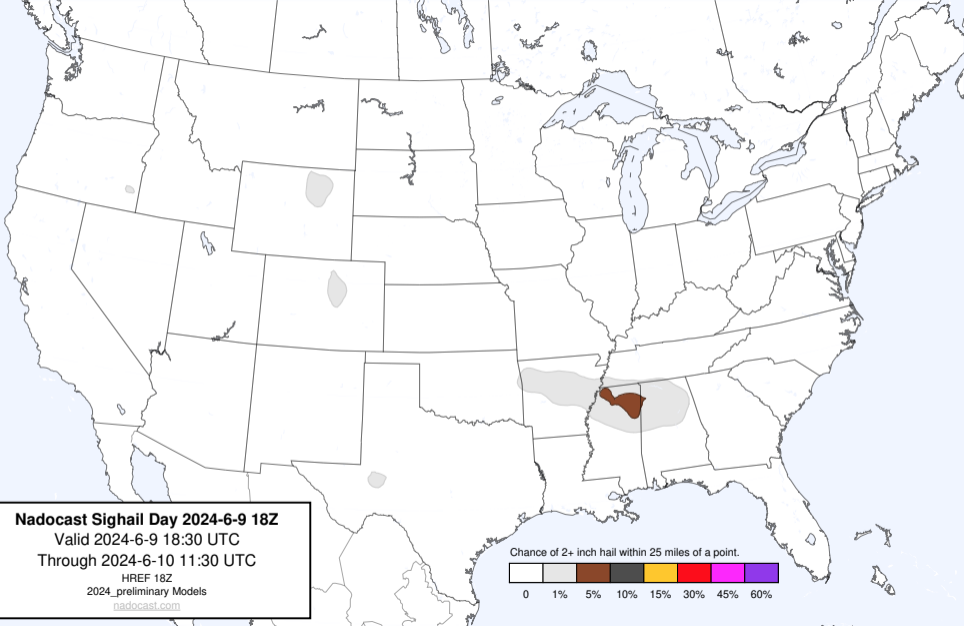 Nadocast Sighail Day 2024-6-9 18Z
Valid 2024-6-9 18:30 UTC
Through 2024-6-10 11:30 UTC
HREF 18Z
2024_preliminary Models
nadocast.com
Chance of 2+ inch hail within 25 miles of a point.
0 1% 5% 10% 15% 30% 45% 60%